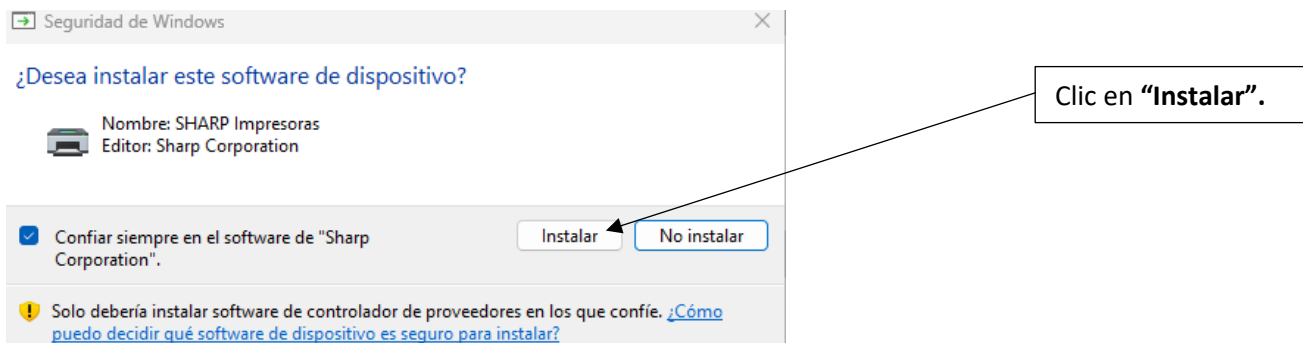 Seguridad de Windows
¿Desea instalar este software de dispositivo?
Nombre: SHARP Impresoras
Editor: Sharp Corporation
Clic en “Instalar”.
Confiar siempre en el software de "Sharp
Corporation".
Instalar
No instalar
Solo debería instalar software de controlador de proveedores en los que confíe. ¿Cómo
puedo decidir qué software de dispositivo es seguro para instalar?